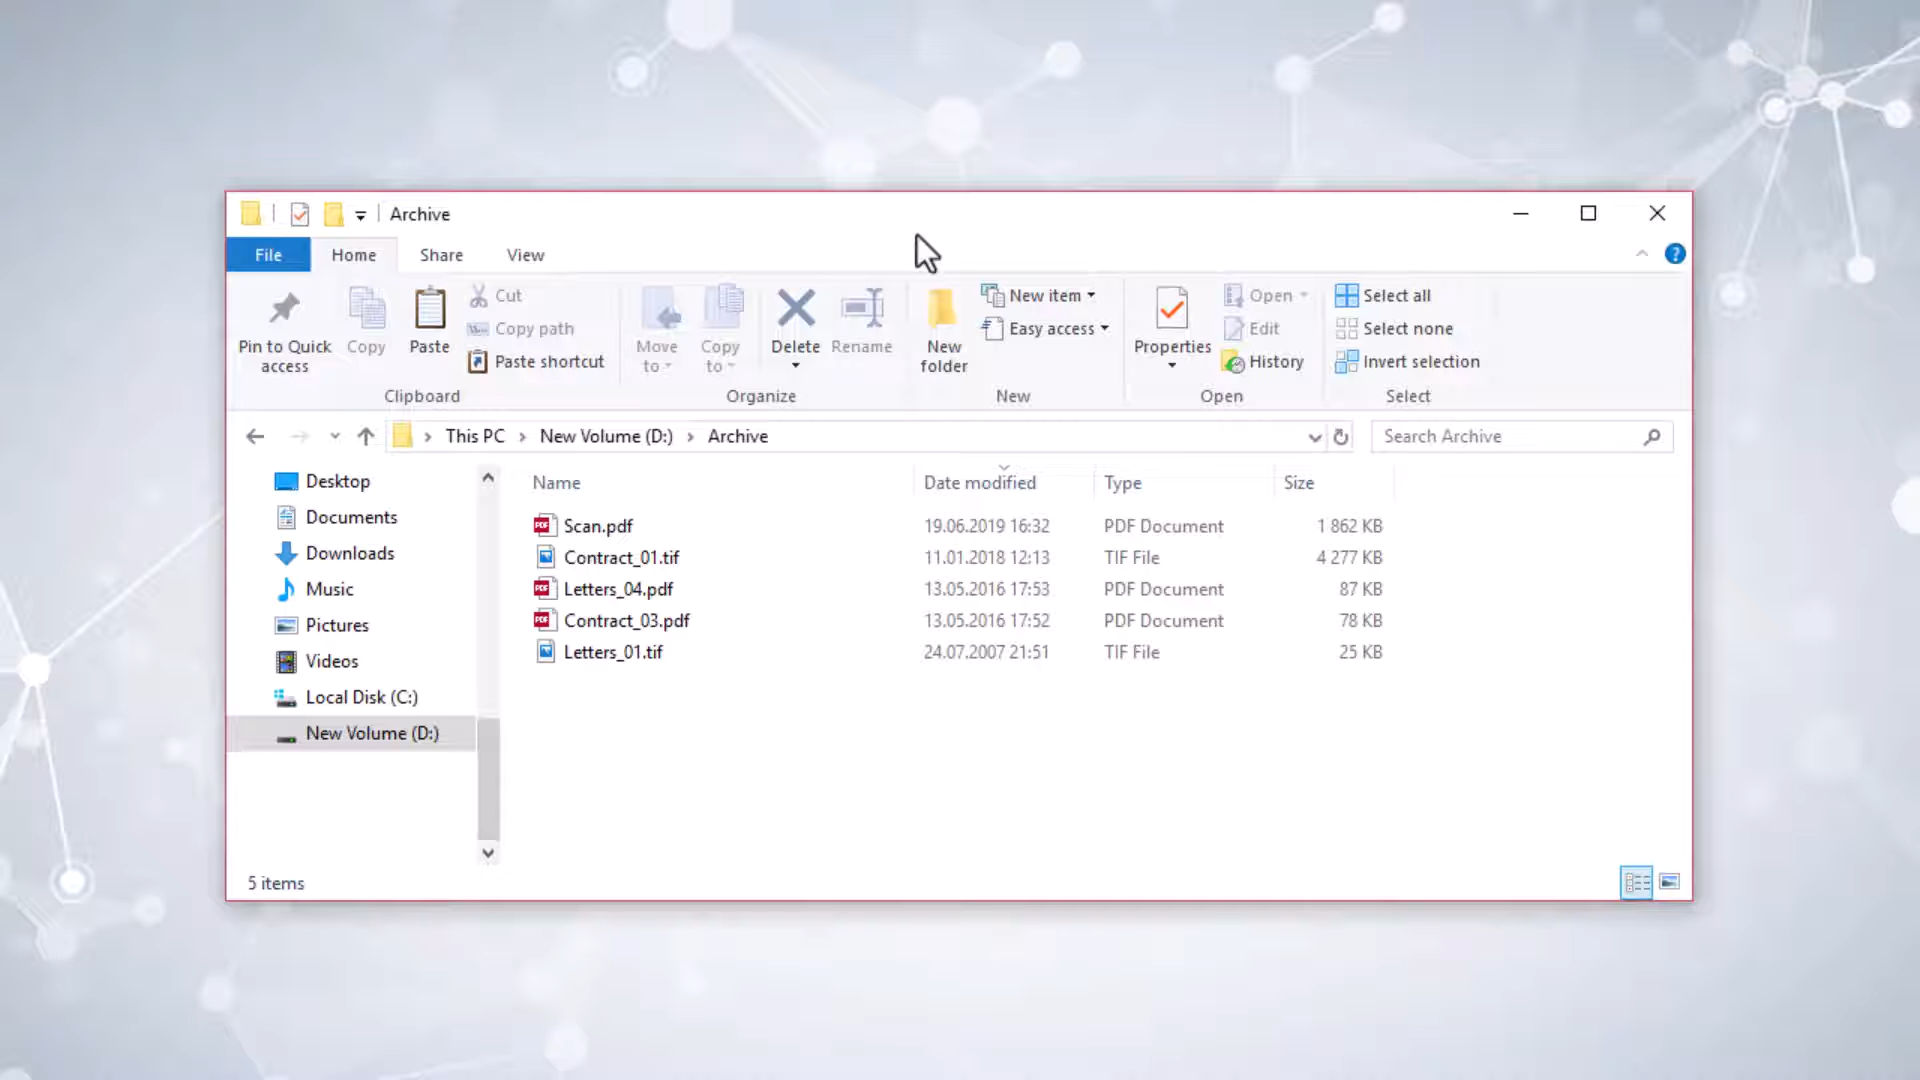 Archive
File Home Share View
Pin to Quick access
Copy
Paste
Cut
Copy path
Paste shortcut
Clipboard
Move to
Copy to
Delete
Rename
Organize
New folder
New item
Easy access
New
Properties
Open
Edit
History
Open
Select all
Select none
Invert selection
Select
This PC > New Volume (D:) > Archive
Search Archive
Desktop
Documents
Downloads
Music
Pictures
Videos
Local Disk (C:)
New Volume (D:)
Name Date modified Type Size
Scan.pdf 19.06.2019 16:32 PDF Document 1 862 KB
Contract_01.tif 11.01.2018 12:13 TIF File 4 277 KB
Letters_04.pdf 13.05.2016 17:53 PDF Document 87 KB
Contract_03.pdf 13.05.2016 17:52 PDF Document 78 KB
Letters_01.tif 24.07.2007 21:51 TIF File 25 KB
5 items